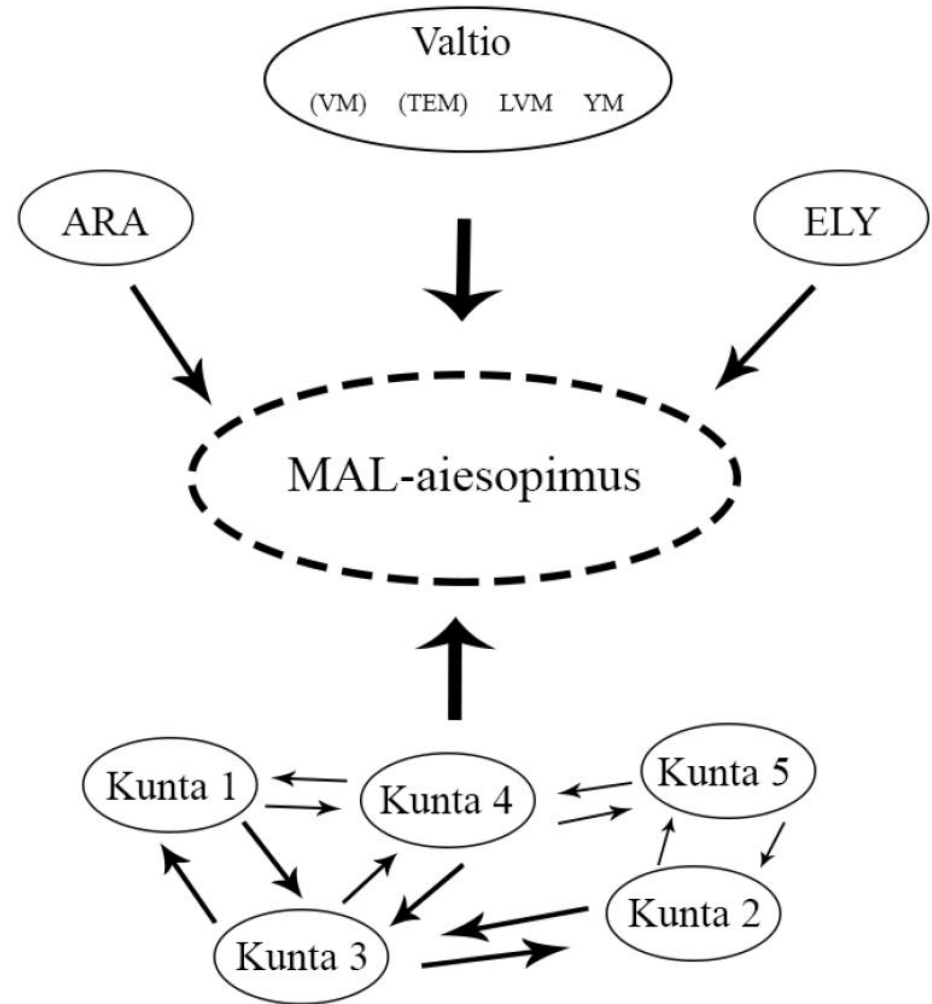 Valtio
(VM) (TEM) LVM YM
ARA
ELY
MAL-aiesopimus
Kunta 1
Kunta 4
Kunta 5
Kunta 3
Kunta 2